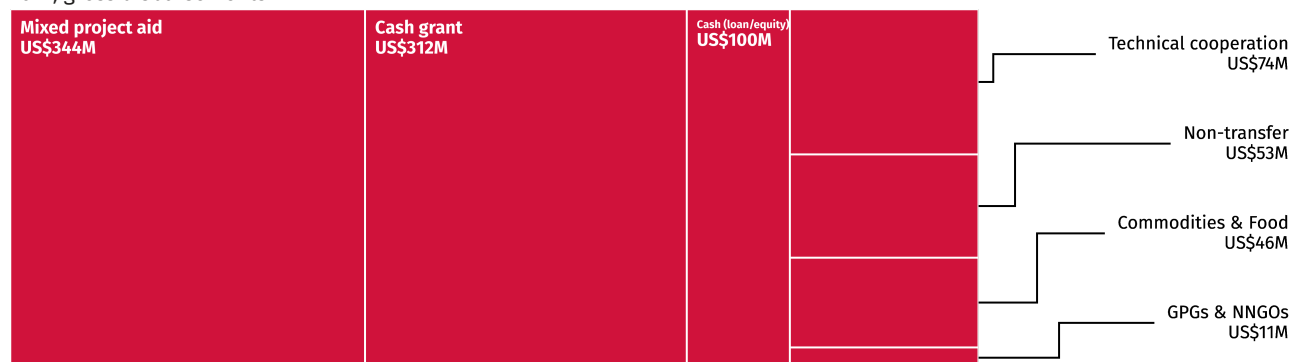 Mixed project aid
US$344M
Cash grant
US$312M
Cash (loan/equity)
US$100M
Technical cooperation
US$74M
Non-transfer
US$53M
Commodities & Food
US$46M
GPGs & NNGOs
US$11M